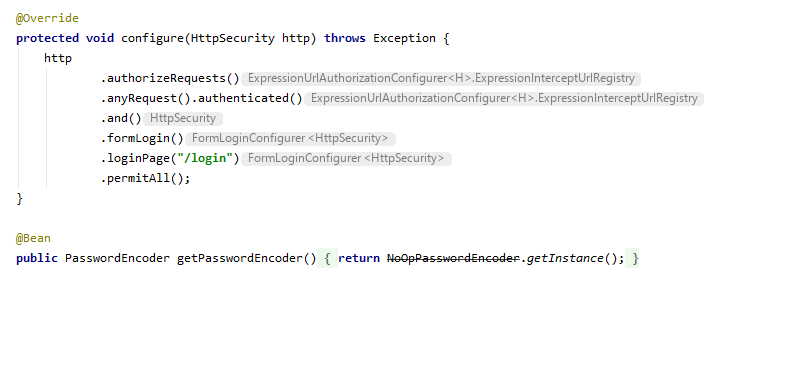 @Override
protected void configure(HttpSecurity http) throws Exception {
http
.authorizeRequests() ExpressionUrlAuthorizationConfigurer<H>.ExpressionInterceptUrlRegistry
.anyRequest().authenticated() ExpressionUrlAuthorizationConfigurer<H>.ExpressionInterceptUrlRegistry
.and() HttpSecurity
.formLogin() FormLoginConfigurer <HttpSecurity>
.loginPage("/login") FormLoginConfigurer <HttpSecurity>
.permitAll();
}
@Bean
public PasswordEncoder getPasswordEncoder() { return NoOpPasswordEncoder.getInstance(); }